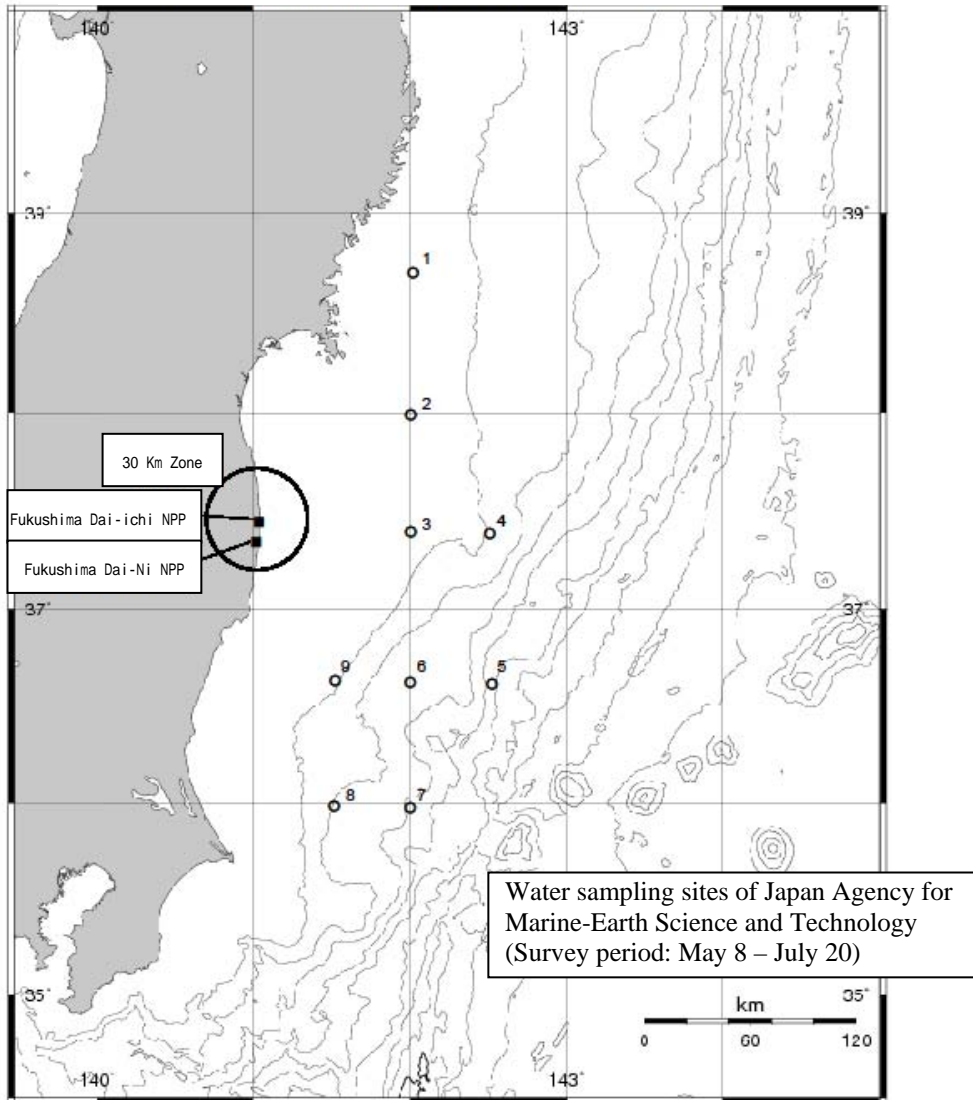 140°
143°
39°
39°
1
2
30 Km Zone
Fukushima Dai-ichi NPP
3
4
Fukushima Dai-Ni NPP
37°
37°
9
6
5
8
7
Water sampling sites of Japan Agency for
Marine-Earth Science and Technology
(Survey period: May 8 – July 20)
35°
35°
km
0 60 120
140°
143°